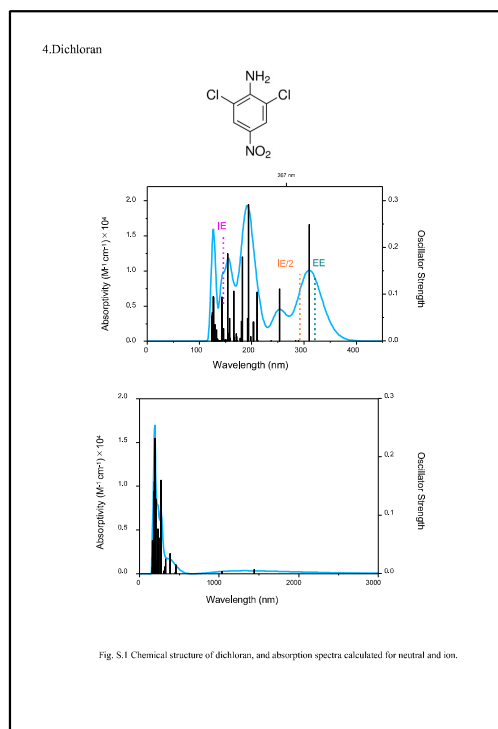 4.Dichloran
NH2
Cl
Cl
NO2
267 nm
2.0
1.5
1.0
0.5
0.0
Absorptivity (M-1 cm-1) × 10⁴
0.3
0.2
0.1
0.0
Oscillator Strength
IE
IE/2
EE
0
100
200
300
400
Wavelength (nm)
2.0
1.5
1.0
0.5
0.0
Absorptivity (M-1 cm-1) × 10⁴
0.3
0.2
0.1
0.0
Oscillator Strength
0
1000
2000
3000
Wavelength (nm)
Fig. S.1 Chemical structure of dichloran, and absorption spectra calculated for neutral and ion.